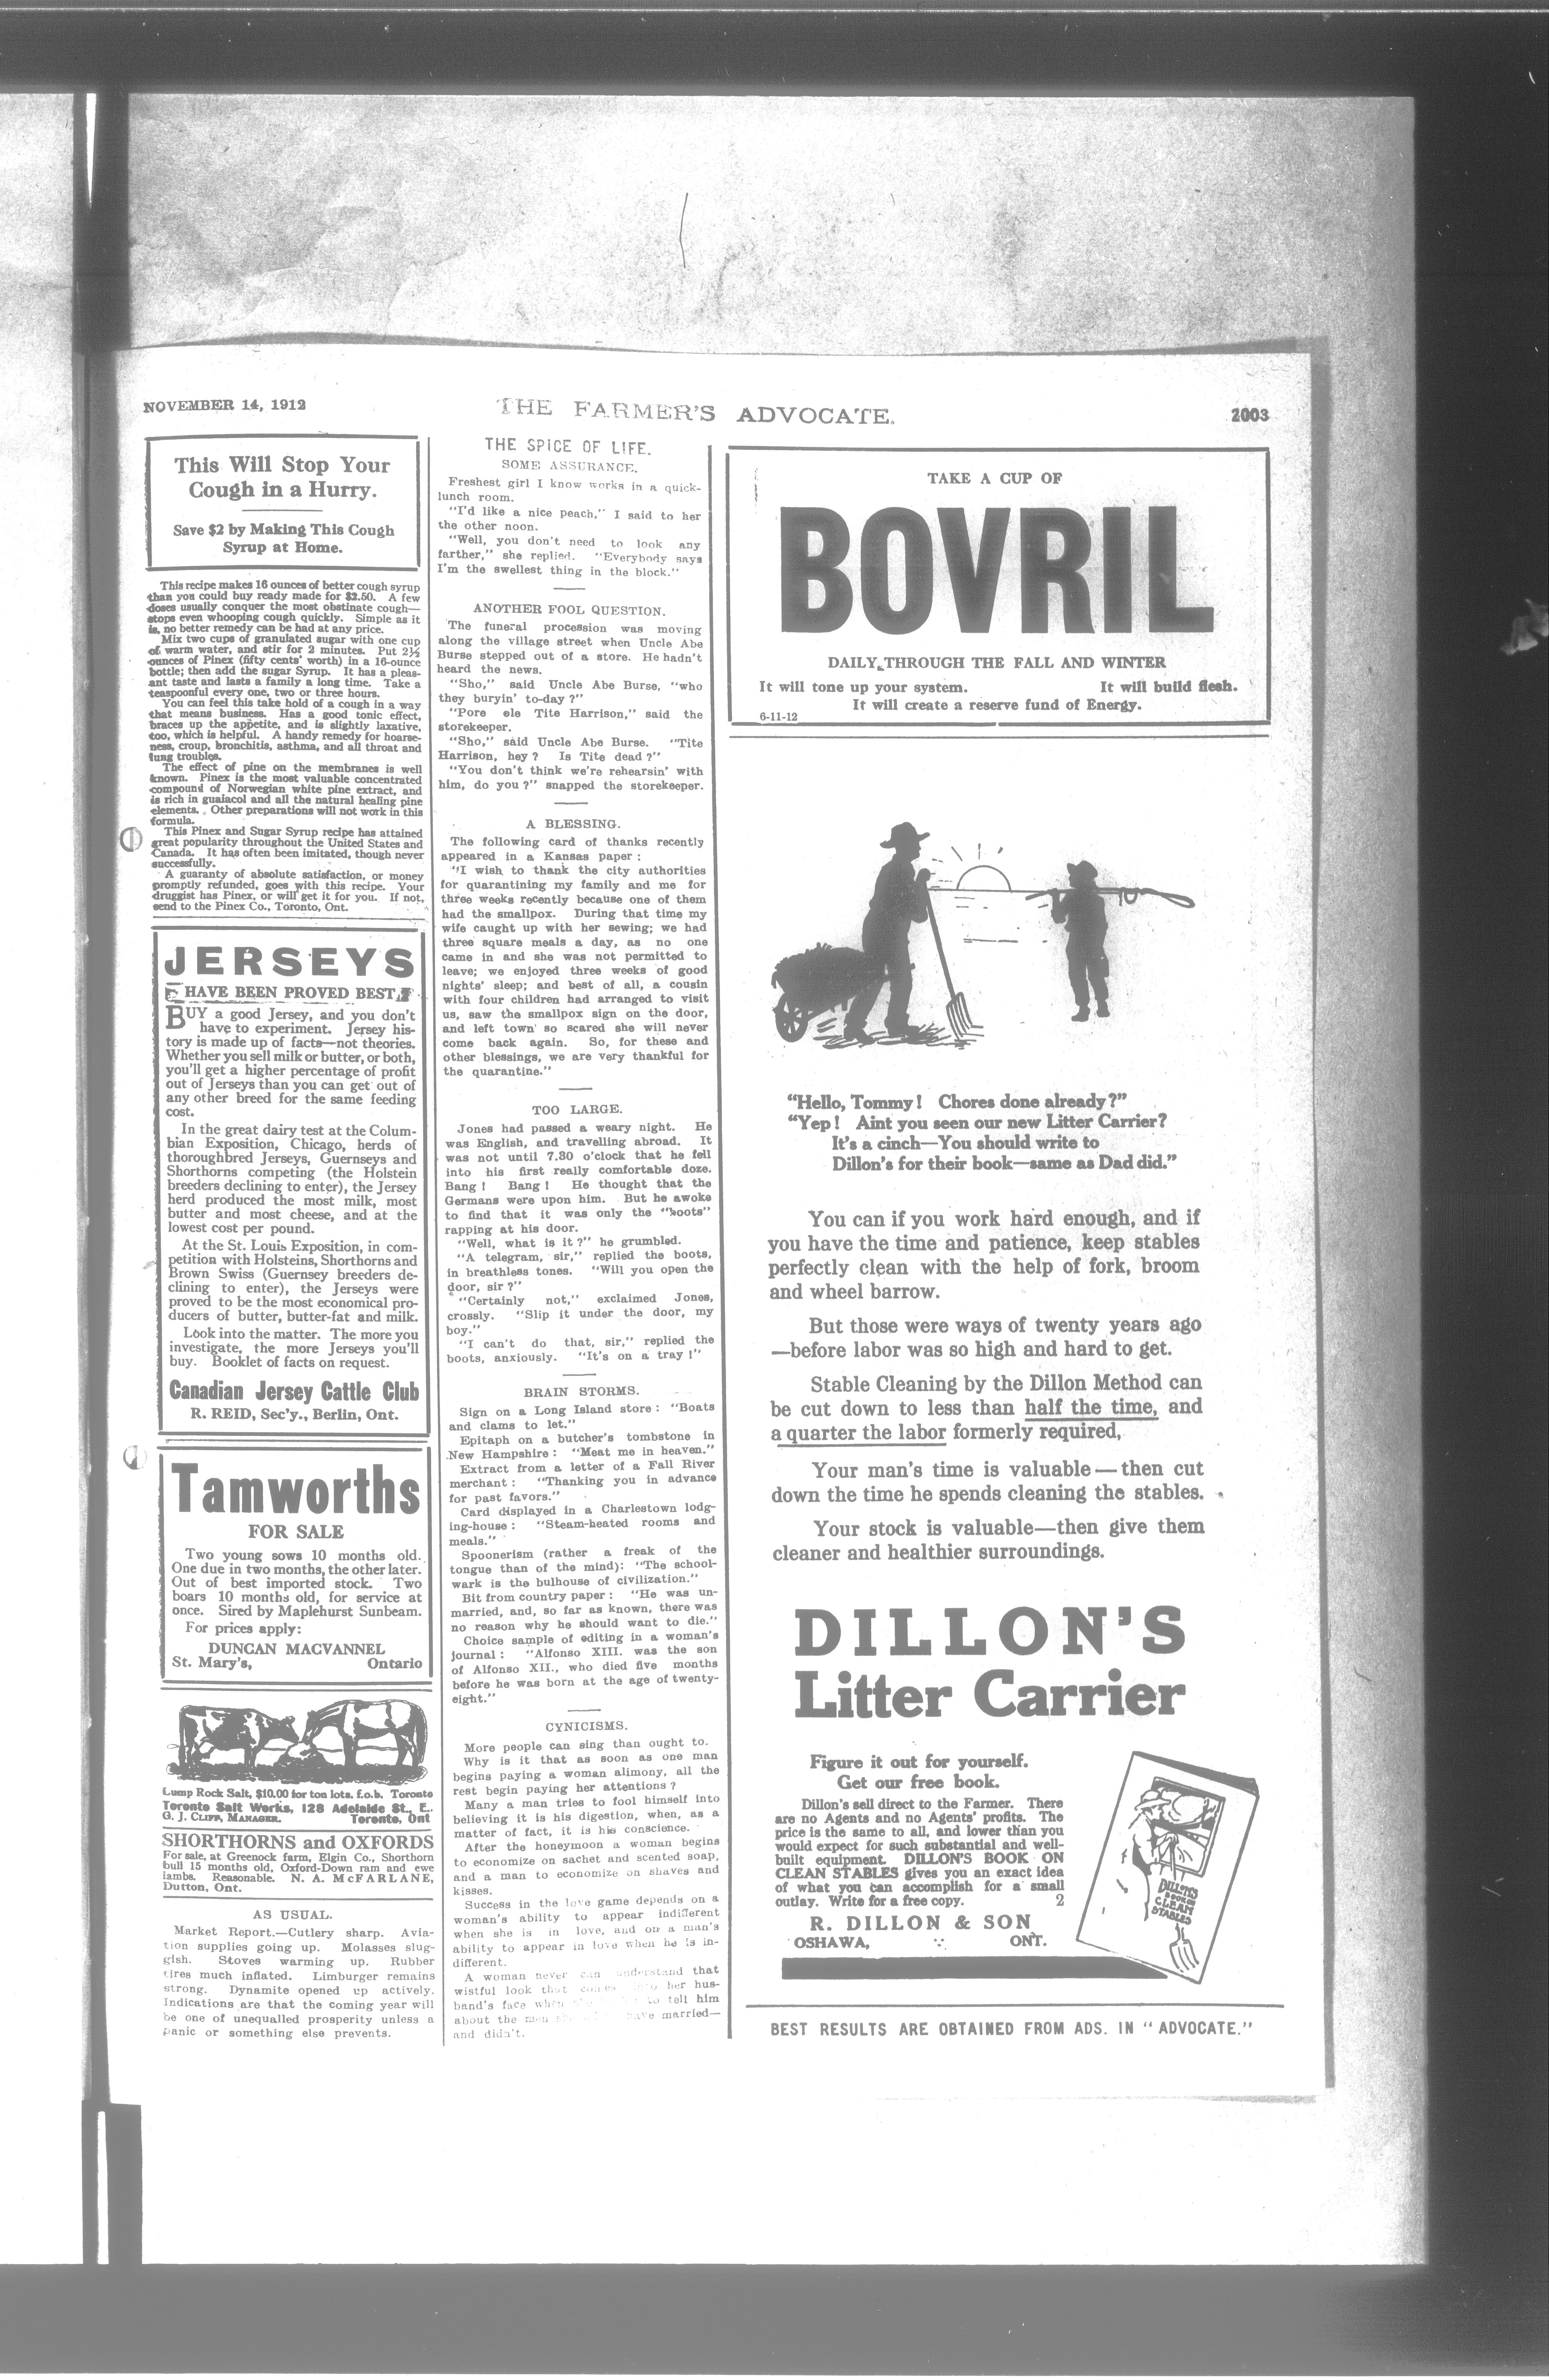 NOVEMBER 14, 1912
THE FARMER'S ADVOCATE.
2003
This Will Stop Your
Cough in a Hurry.
Save $2 by Making This Cough
Syrup at Home.
This recipe makes 16 ounces of better cough syrup
than you could buy ready made for $2.50. A few
doses usually conquer the most obstinate cough—
stops even whooping cough quickly. Simple as it
is, no better remedy can be had at any price.
Mix two cups of granulated sugar with one cup
of warm water, and stir for 2 minutes. Put 2½
ounces of Pinex (fifty cents' worth) in a 16-ounce
bottle; then add the sugar Syrup. It has a pleas-
ant taste and lasts a family a long time. Take a
teaspoonful every one, two or three hours.
You can feel this take hold of a cough in a way
that means business. Has a good tonic effect,
braces up the appetite, and is slightly laxative,
too, which is helpful. A handy remedy for hoarse-
ness, croup, bronchitis, asthma, and all throat and
lung troubles.
The effect of pine on the membranes is well
known. Pinex is the most valuable concentrated
compound of Norwegian white pine extract, and
is rich in guaiacol and all the natural healing pine
elements. Other preparations will not work in this
formula.
This Pinex and Sugar Syrup recipe has attained
great popularity throughout the United States and
Canada. It has often been imitated, though never
successfully.
A guaranty of absolute satisfaction, or money
promptly refunded, goes with this recipe. Your
druggist has Pinex, or will get it for you. If not,
send to the Pinex Co., Toronto, Ont.
JERSEYS
HAVE BEEN PROVED BEST
BUY a good Jersey, and you don't
have to experiment. Jersey his-
tory is made up of facts—not theories.
Whether you sell milk or butter, or both,
you'll get a higher percentage of profit
out of Jerseys than you can get out of
any other breed for the same feeding
cost.
In the great dairy test at the Colum-
bian Exposition, Chicago, herds of
thoroughbred Jerseys, Guernseys and
Shorthorns competing (the Holstein
breeders declining to enter), the Jersey
herd produced the most milk, most
butter and most cheese, and at the
lowest cost per pound.
At the St. Louis Exposition, in com-
petition with Holsteins, Shorthorns and
Brown Swiss (Guernsey breeders de-
clining to enter), the Jerseys were
proved to be the most economical pro-
ducers of butter, butter-fat and milk.
Look into the matter. The more you
investigate, the more Jerseys you'll
buy. Booklet of facts on request.
Canadian Jersey Cattle Club
R. REID, Sec'y., Berlin, Ont.
Tamworths
FOR SALE
Two young sows 10 months old.
One due in two months, the other later.
Out of best imported stock. Two
boars 10 months old, for service at
once. Sired by Maplehurst Sunbeam.
For prices apply:
DUNCAN MACVANNEL
St. Mary's, Ontario
Lump Rock Salt, $10.00 for ton lots. f.o.b. Toronto
Toronto Salt Works, 128 Adelaide St., E.
G. J. CLIFF, MANAGER. Toronto, Ont
SHORTHORNS and OXFORDS
For sale, at Greenock farm, Elgin Co., Shorthorn
bull 15 months old, Oxford-Down ram and ewe
lambs. Reasonable. N. A. McFARLANE,
Dutton, Ont.
AS USUAL.
Market Report.—Cutlery sharp. Avia-
tion supplies going up. Molasses slug-
gish. Stoves warming up. Rubber
tires much inflated. Limburger remains
strong. Dynamite opened up actively.
Indications are that the coming year will
be one of unequalled prosperity unless a
panic or something else prevents.
THE SPICE OF LIFE.
SOME ASSURANCE.
Freshest girl I know works in a quick-
lunch room.
"I'd like a nice peach," I said to her
the other noon.
"Well, you don't need to look any
farther," she replied. "Everybody says
I'm the swellest thing in the block."
ANOTHER FOOL QUESTION.
The funeral procession was moving
along the village street when Uncle Abe
Burse stepped out of a store. He hadn't
heard the news.
"Sho," said Uncle Abe Burse, "who
they buryin' to-day ?"
"Pore ele Tite Harrison," said the
storekeeper.
"Sho," said Uncle Abe Burse. "Tite
Harrison, hey ? Is Tite dead ?"
"You don't think we're rehearsin' with
him, do you ?" snapped the storekeeper.
A BLESSING.
The following card of thanks recently
appeared in a Kansas paper :
"I wish to thank the city authorities
for quarantining my family and me for
three weeks recently because one of them
had the smallpox. During that time my
wife caught up with her sewing; we had
three square meals a day, as no one
came in and she was not permitted to
leave; we enjoyed three weeks of good
nights' sleep; and best of all, a cousin
with four children had arranged to visit
us, saw the smallpox sign on the door,
and left town so scared she will never
come back again. So, for these and
other blessings, we are very thankful for
the quarantine."
TOO LARGE.
Jones had passed a weary night. He
was English, and travelling abroad. It
was not until 7.30 o'clock that he fell
into his first really comfortable doze.
Bang ! Bang ! He thought that the
Germans were upon him. But he awoke
to find that it was only the "boots"
rapping at his door.
"Well, what is it ?" he grumbled.
"A telegram, sir," replied the boots,
in breathless tones. "Will you open the
door, sir ?"
"Certainly not," exclaimed Jones,
crossly. "Slip it under the door, my
boy."
"I can't do that, sir," replied the
boots, anxiously. "It's on a tray !"
BRAIN STORMS.
Sign on a Long Island store : "Boats
and clams to let."
Epitaph on a butcher's tombstone in
New Hampshire : "Meat me in heaven."
Extract from a letter of a Fall River
merchant : "Thanking you in advance
for past favors."
Card displayed in a Charlestown lodg-
ing-house : "Steam-heated rooms and
meals."
Spoonerism (rather a freak of the
tongue than of the mind): "The school-
wark is the bulhouse of civilization."
Bit from country paper : "He was un-
married, and, so far as known, there was
no reason why he should want to die."
Choice sample of editing in a woman's
journal : "Alfonso XIII. was the son
of Alfonso XII., who died five months
before he was born at the age of twenty-
eight."
CYNICISMS.
More people can sing than ought to.
Why is it that as soon as one man
begins paying a woman alimony, all the
rest begin paying her attentions ?
Many a man tries to fool himself into
believing it is his digestion, when, as a
matter of fact, it is his conscience.
After the honeymoon a woman begins
to economize on sachet and scented soap,
and a man to economize on shaves and
kisses.
Success in the love game depends on a
woman's ability to appear indifferent
when she is in love, and on a man's
ability to appear in love when he is in-
different.
A woman never can understand that
wistful look that comes into her hus-
band's face when to tell him
about the men have married—
and didn't.
TAKE A CUP OF
BOVRIL
DAILY THROUGH THE FALL AND WINTER
It will tone up your system. It will build flesh.
It will create a reserve fund of Energy.
6-11-12
"Hello, Tommy ! Chores done already ?"
"Yep ! Aint you seen our new Litter Carrier?
It's a cinch—You should write to
Dillon's for their book—same as Dad did."
You can if you work hard enough, and if
you have the time and patience, keep stables
perfectly clean with the help of fork, broom
and wheel barrow.
But those were ways of twenty years ago
—before labor was so high and hard to get.
Stable Cleaning by the Dillon Method can
be cut down to less than half the time, and
a quarter the labor formerly required,
Your man's time is valuable — then cut
down the time he spends cleaning the stables.
Your stock is valuable—then give them
cleaner and healthier surroundings.
DILLON'S
Litter Carrier
Figure it out for yourself.
Get our free book.
Dillon's sell direct to the Farmer. There
are no Agents and no Agents' profits. The
price is the same to all, and lower than you
would expect for such substantial and well-
built equipment. DILLON'S BOOK ON
CLEAN STABLES gives you an exact idea
of what you can accomplish for a small
outlay. Write for a free copy. 2
R. DILLON & SON
OSHAWA, ONT.
DILLON'S
BOOK ON
CLEAN
STABLES
BEST RESULTS ARE OBTAINED FROM ADS. IN "ADVOCATE."